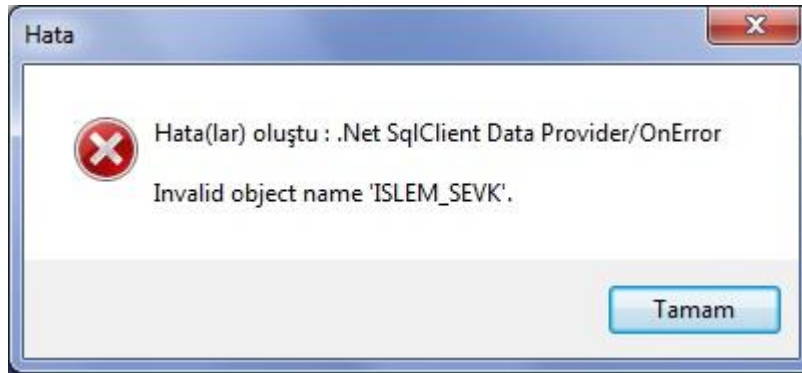 Hata
Hata(lar) oluştu : .Net SqlClient Data Provider/OnError
Invalid object name 'ISLEM_SEVK'.
Tamam